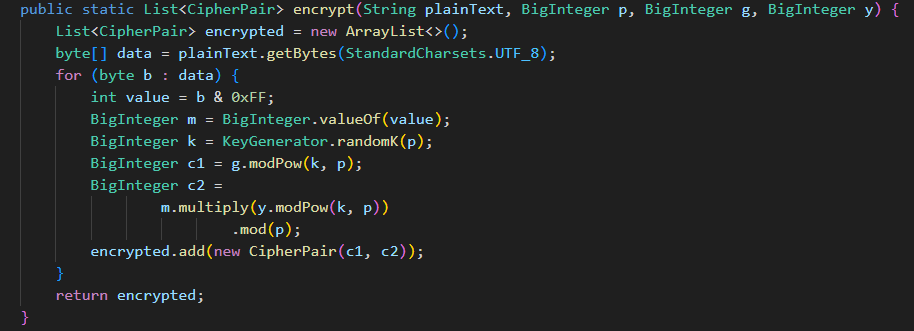 public static List<CipherPair> encrypt(String plainText, BigInteger p, BigInteger g, BigInteger y) {
List<CipherPair> encrypted = new ArrayList<>();
byte[] data = plainText.getBytes(StandardCharsets.UTF_8);
for (byte b : data) {
int value = b & 0xFF;
BigInteger m = BigInteger.valueOf(value);
BigInteger k = KeyGenerator.randomK(p);
BigInteger c1 = g.modPow(k, p);
BigInteger c2 =
m.multiply(y.modPow(k, p))
.mod(p);
encrypted.add(new CipherPair(c1, c2));
}
return encrypted;
}